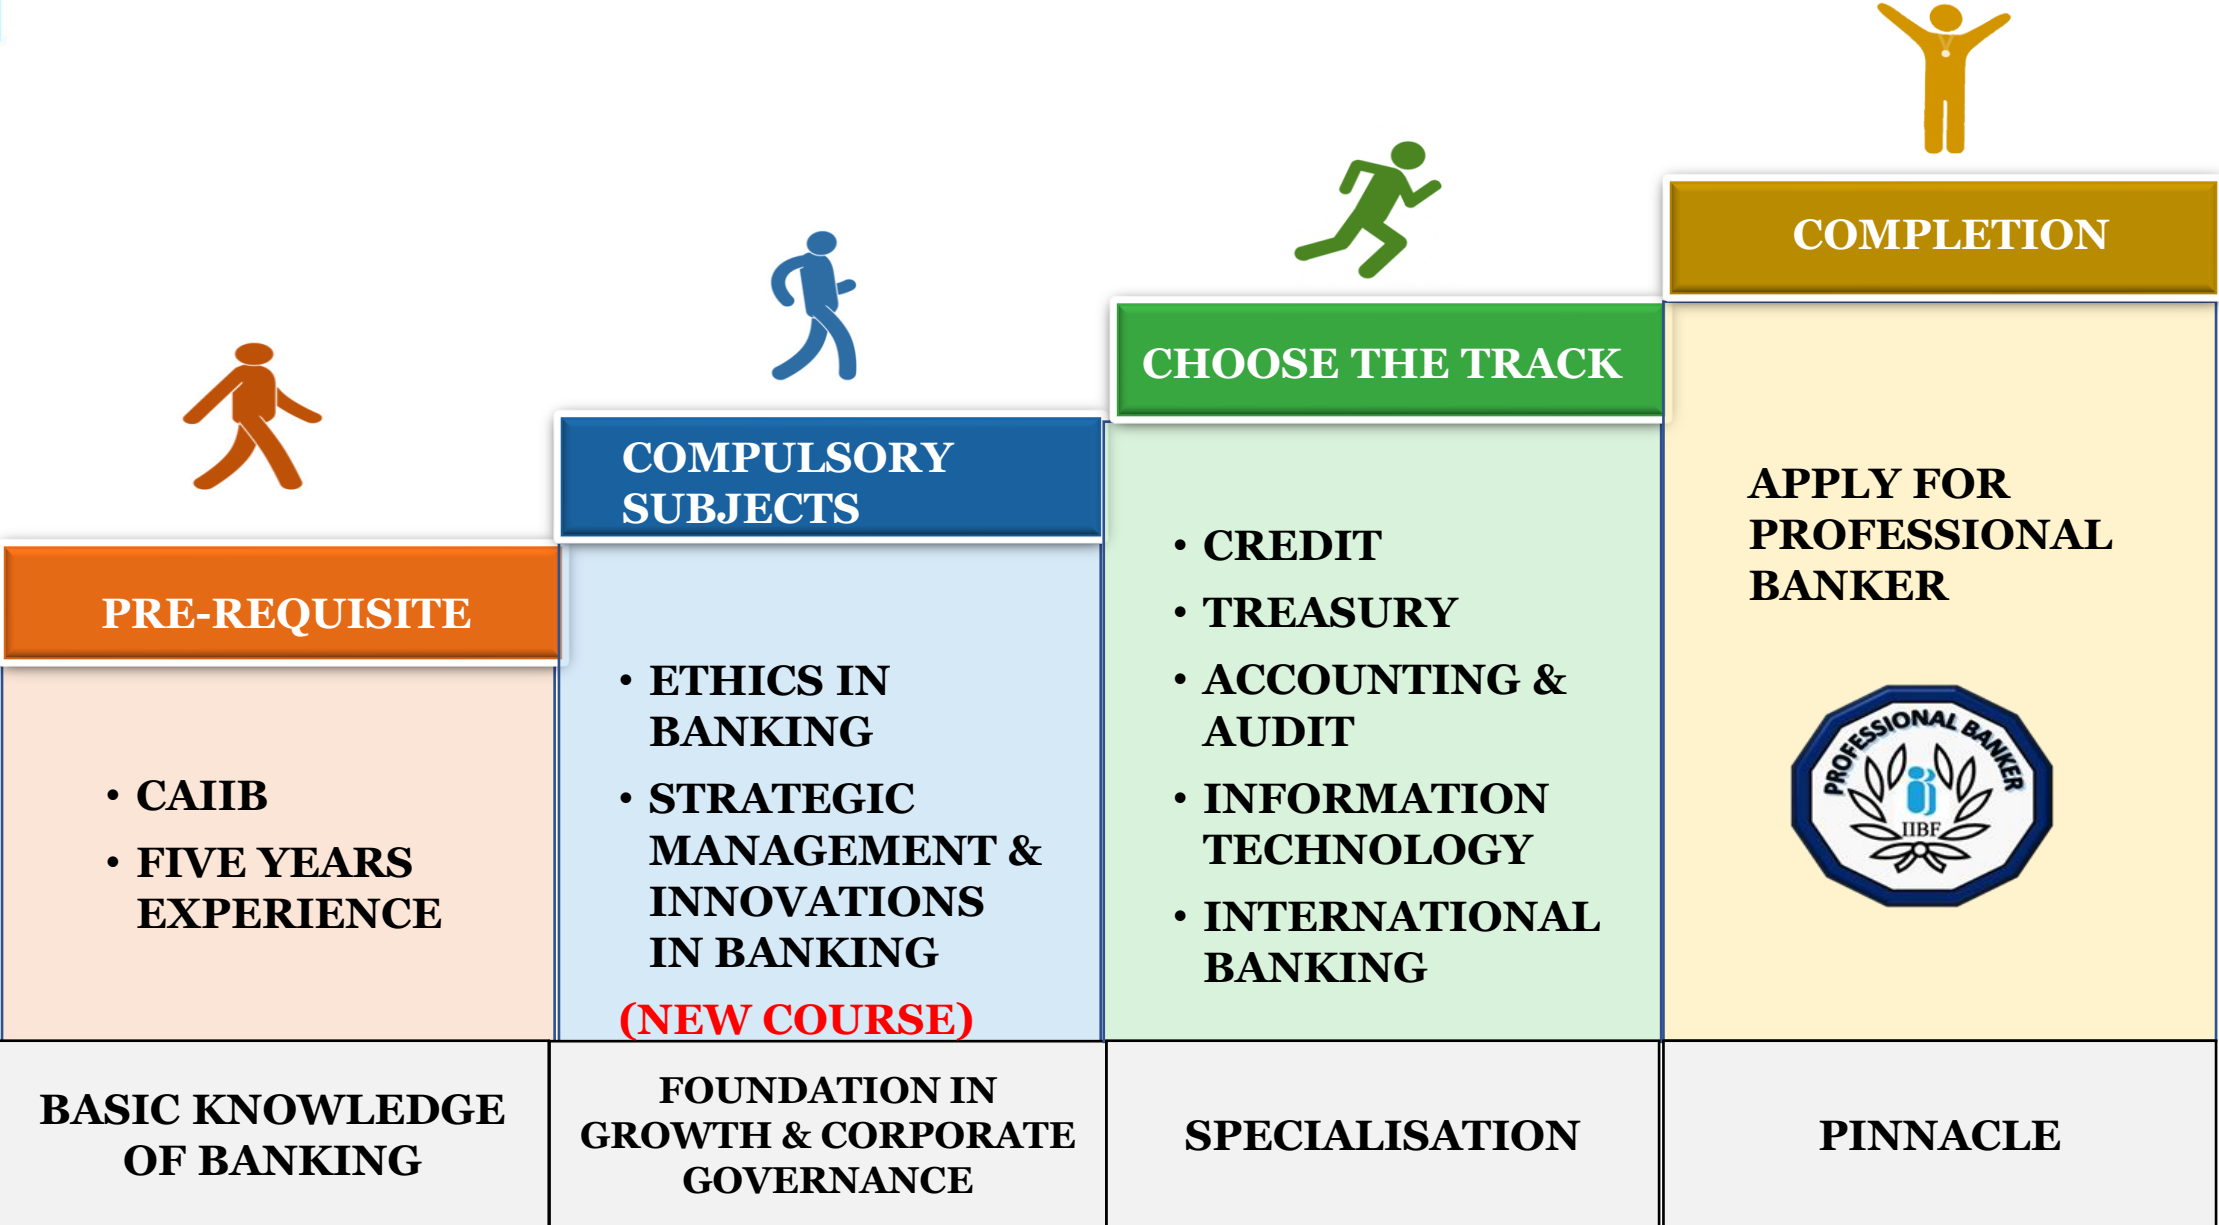 PRE-REQUISITE
• CAIIB
• FIVE YEARS
EXPERIENCE
BASIC KNOWLEDGE
OF BANKING
COMPULSORY
SUBJECTS
• ETHICS IN
BANKING
• STRATEGIC
MANAGEMENT &
INNOVATIONS
IN BANKING
(NEW COURSE)
FOUNDATION IN
GROWTH & CORPORATE
GOVERNANCE
CHOOSE THE TRACK
• CREDIT
• TREASURY
• ACCOUNTING &
AUDIT
• INFORMATION
TECHNOLOGY
• INTERNATIONAL
BANKING
SPECIALISATION
COMPLETION
APPLY FOR
PROFESSIONAL
BANKER
PROFESSIONAL BANKER
IIBF
PINNACLE